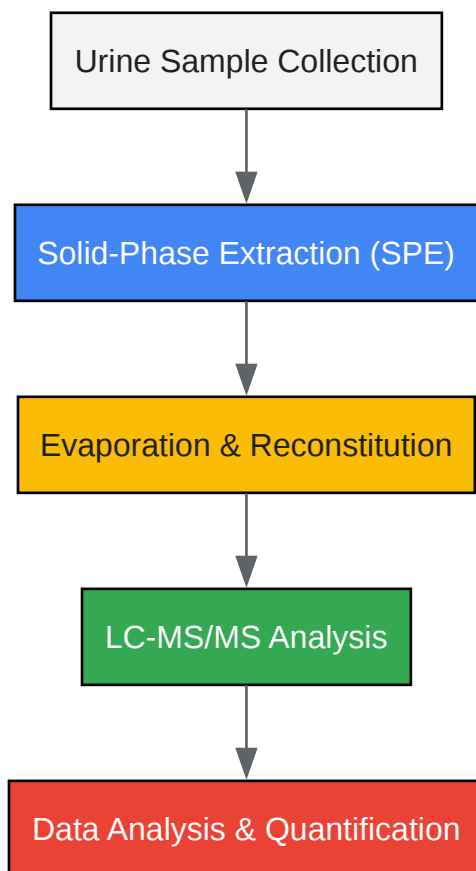 Urine Sample Collection
Solid-Phase Extraction (SPE)
Evaporation & Reconstitution
LC-MS/MS Analysis
Data Analysis & Quantification